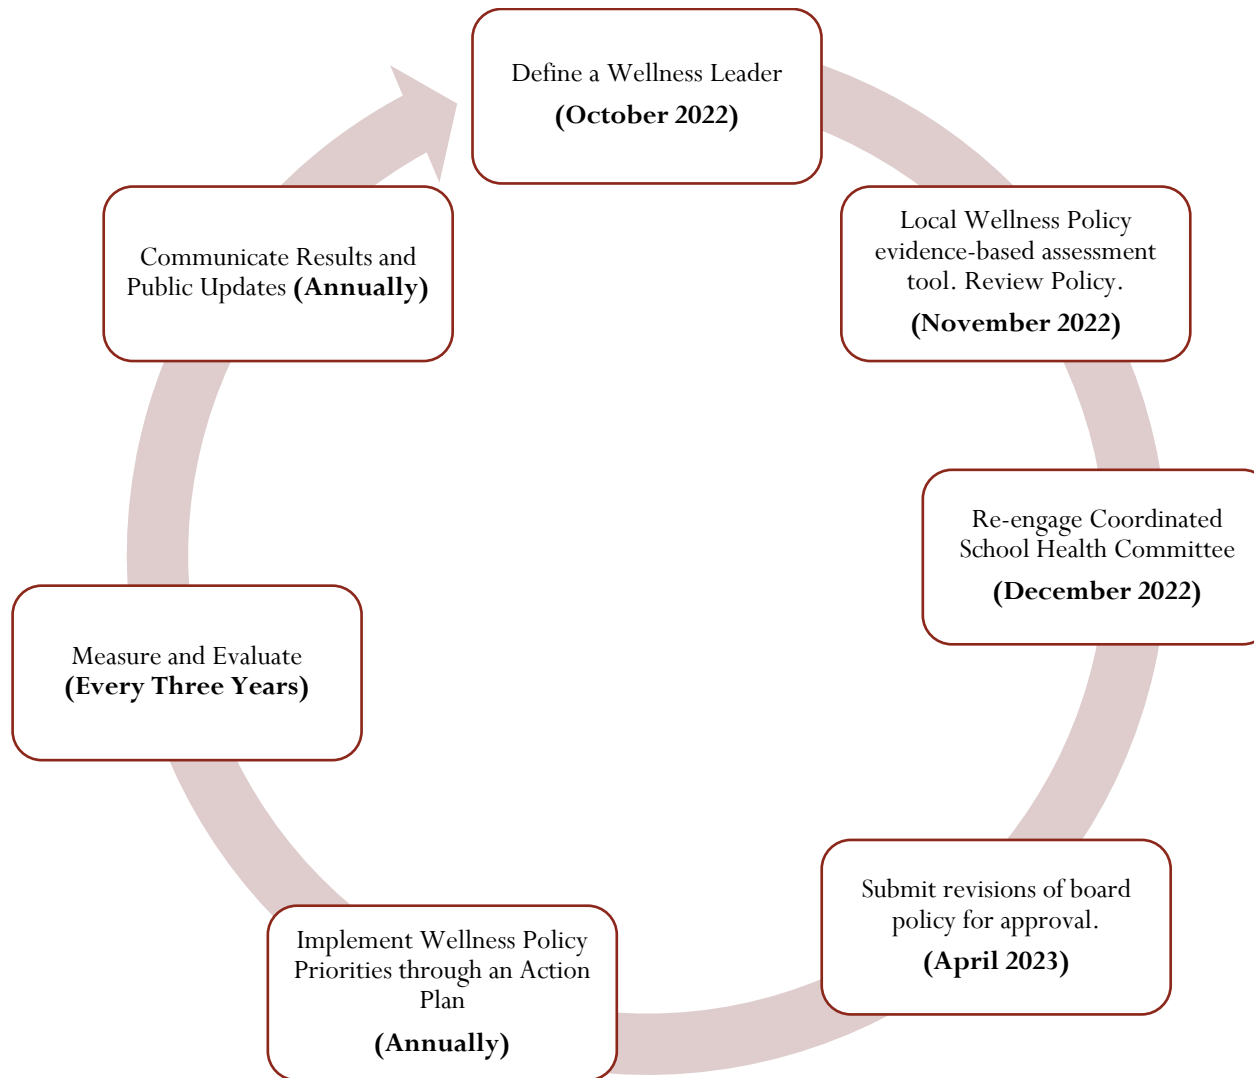 Define a Wellness Leader
(October 2022)
Local Wellness Policy
evidence-based assessment
tool. Review Policy.
(November 2022)
Re-engage Coordinated
School Health Committee
(December 2022)
Submit revisions of board
policy for approval.
(April 2023)
Implement Wellness Policy
Priorities through an Action
Plan
(Annually)
Measure and Evaluate
(Every Three Years)
Communicate Results and
Public Updates (Annually)